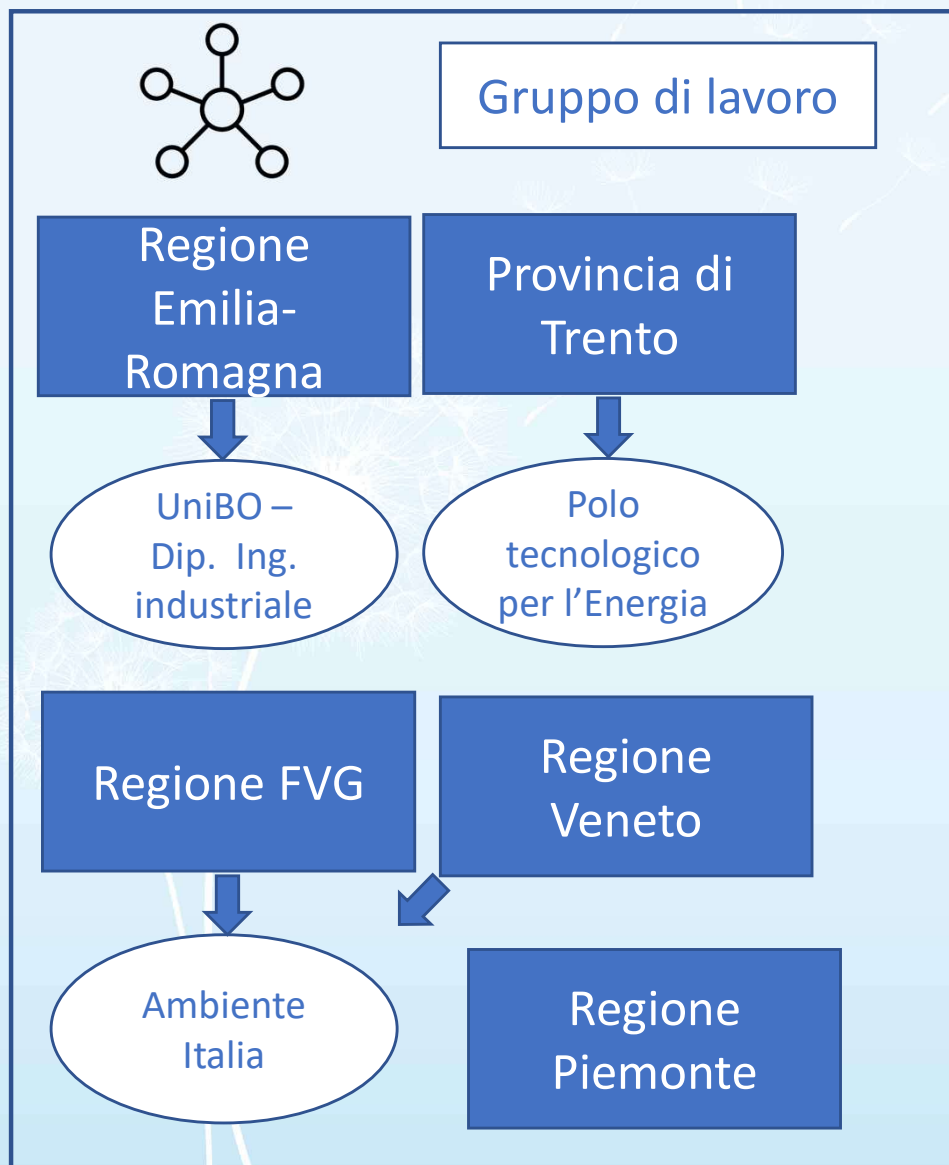 Gruppo di lavoro
Regione
Emilia-
Romagna
Provincia di
Trento
UniBO –
Dip. Ing.
industriale
Polo
tecnologico
per l’Energia
Regione FVG
Regione
Veneto
Ambiente
Italia
Regione
Piemonte